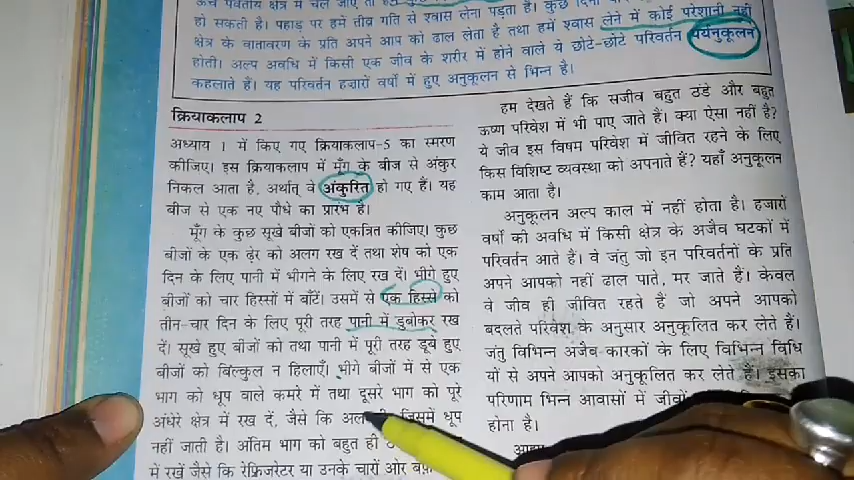 हो सकती है। पहाड़ पर हमें तीव्र गति से श्वास लेना पड़ता है। कुछ दिनों
क्षेत्र के वातावरण के प्रति अपने आप को ढाल लेता है तथा हमें श्वास लेने में कोई परेशानी नहीं
होती। अल्प अवधि में किसी एक जीव के शरीर में होने वाले ये छोटे-छोटे परिवर्तन पर्यनुकूलन
कहलाते हैं। यह परिवर्तन हज़ारों वर्षों में हुए अनुकूलन से भिन्न है।
क्रियाकलाप 2
अध्याय 1 में किए गए क्रियाकलाप-5 का स्मरण
कीजिए। इस क्रियाकलाप में मूँग के बीज से अंकुर
निकल आता है, अर्थात् वे अंकुरित हो गए हैं। यह
बीज से एक नए पौधे का प्रारंभ है।
मूँग के कुछ सूखे बीजों को एकत्रित कीजिए। कुछ
बीजों के एक ढेर को अलग रख दें तथा शेष को एक
दिन के लिए पानी में भीगने के लिए रख दें। भीगे हुए
बीजों को चार हिस्सों में बाँटें। उसमें से एक हिस्से को
तीन-चार दिन के लिए पूरी तरह पानी में डुबोकर रख
दें। सूखे हुए बीजों को तथा पानी में पूरी तरह डूबे हुए
बीजों को बिल्कुल न हिलाएँ। भीगे बीजों में से एक
भाग को धूप वाले कमरे में तथा दूसरे भाग को पूरे
अंधेरे क्षेत्र में रख दें, जैसे कि जिसमें धूप
नहीं जाती है। अंतिम भाग को बहुत ही
में रखें जैसे कि रेफ्रिजरेटर या उनके चारों ओर बर्फ़
हम देखते हैं कि सजीव बहुत ठंडे और बहुत
ऊष्ण परिवेश में भी पाए जाते हैं। क्या ऐसा नहीं है?
ये जीव इस विषम परिवेश में जीवित रहने के लिए
किस विशिष्ट व्यवस्था को अपनाते हैं? यहाँ अनुकूलन
काम आता है।
अनुकूलन अल्प काल में नहीं होता है। हजारों
वर्षों की अवधि में किसी क्षेत्र के अजैव घटकों में
परिवर्तन आते हैं। वे जंतु जो इन परिवर्तनों के प्रति
अपने आपको नहीं ढाल पाते, मर जाते हैं। केवल
वे जीव ही जीवित रहते हैं जो अपने आपको
बदलते परिवेश के अनुसार अनुकूलित कर लेते हैं।
जंतु विभिन्न अजैव कारकों के लिए विभिन्न विधि
यों से अपने आपको अनुकूलित कर लेते हैं। इसका
परिणाम भिन्न आवासों में
होना है।